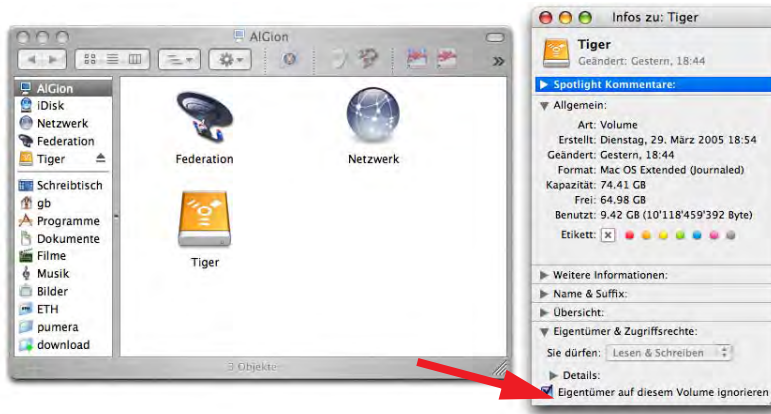 AlGion
AlGion
iDisk
Netzwerk
Federation
Tiger
Schreibtisch
gb
Programme
Dokumente
Filme
Musik
Bilder
ETH
pumera
download
Federation
Netzwerk
Tiger
3 Objekte
Infos zu: Tiger
Tiger
Geändert: Gestern, 18:44
Spotlight Kommentare:
Allgemein:
Art: Volume
Erstellt: Dienstag, 29. März 2005 18:54
Geändert: Gestern, 18:44
Format: Mac OS Extended (Journaled)
Kapazität: 74.41 GB
Frei: 64.98 GB
Benutzt: 9.42 GB (10'118'459'392 Byte)
Etikett:
Weitere Informationen:
Name & Suffix:
Übersicht:
Eigentümer & Zugriffsrechte:
Sie dürfen: Lesen & Schreiben
Details:
Eigentümer auf diesem Volume ignorieren